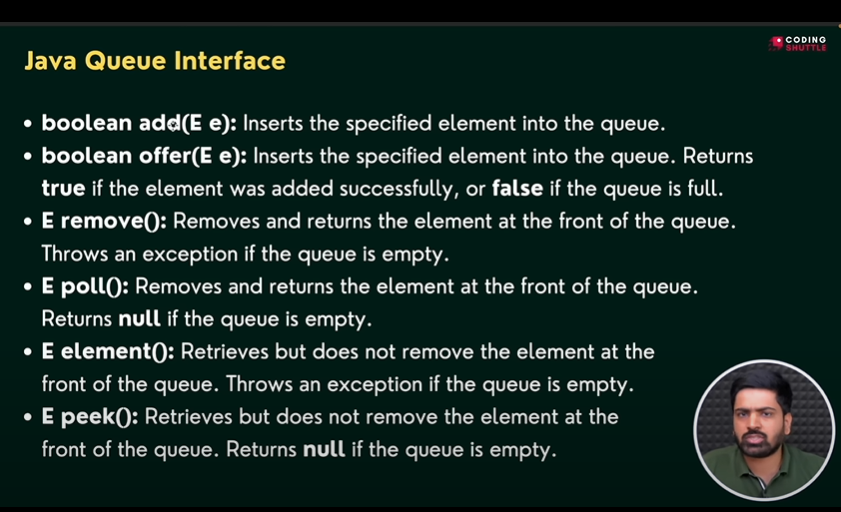 CODING
SHUTTLE
Java Queue Interface
• boolean add(E e): Inserts the specified element into the queue.
• boolean offer(E e): Inserts the specified element into the queue. Returns
true if the element was added successfully, or false if the queue is full.
• E remove(): Removes and returns the element at the front of the queue.
Throws an exception if the queue is empty.
• E poll(): Removes and returns the element at the front of the queue.
Returns null if the queue is empty.
• E element(): Retrieves but does not remove the element at the
front of the queue. Throws an exception if the queue is empty.
• E peek(): Retrieves but does not remove the element at the
front of the queue. Returns null if the queue is empty.